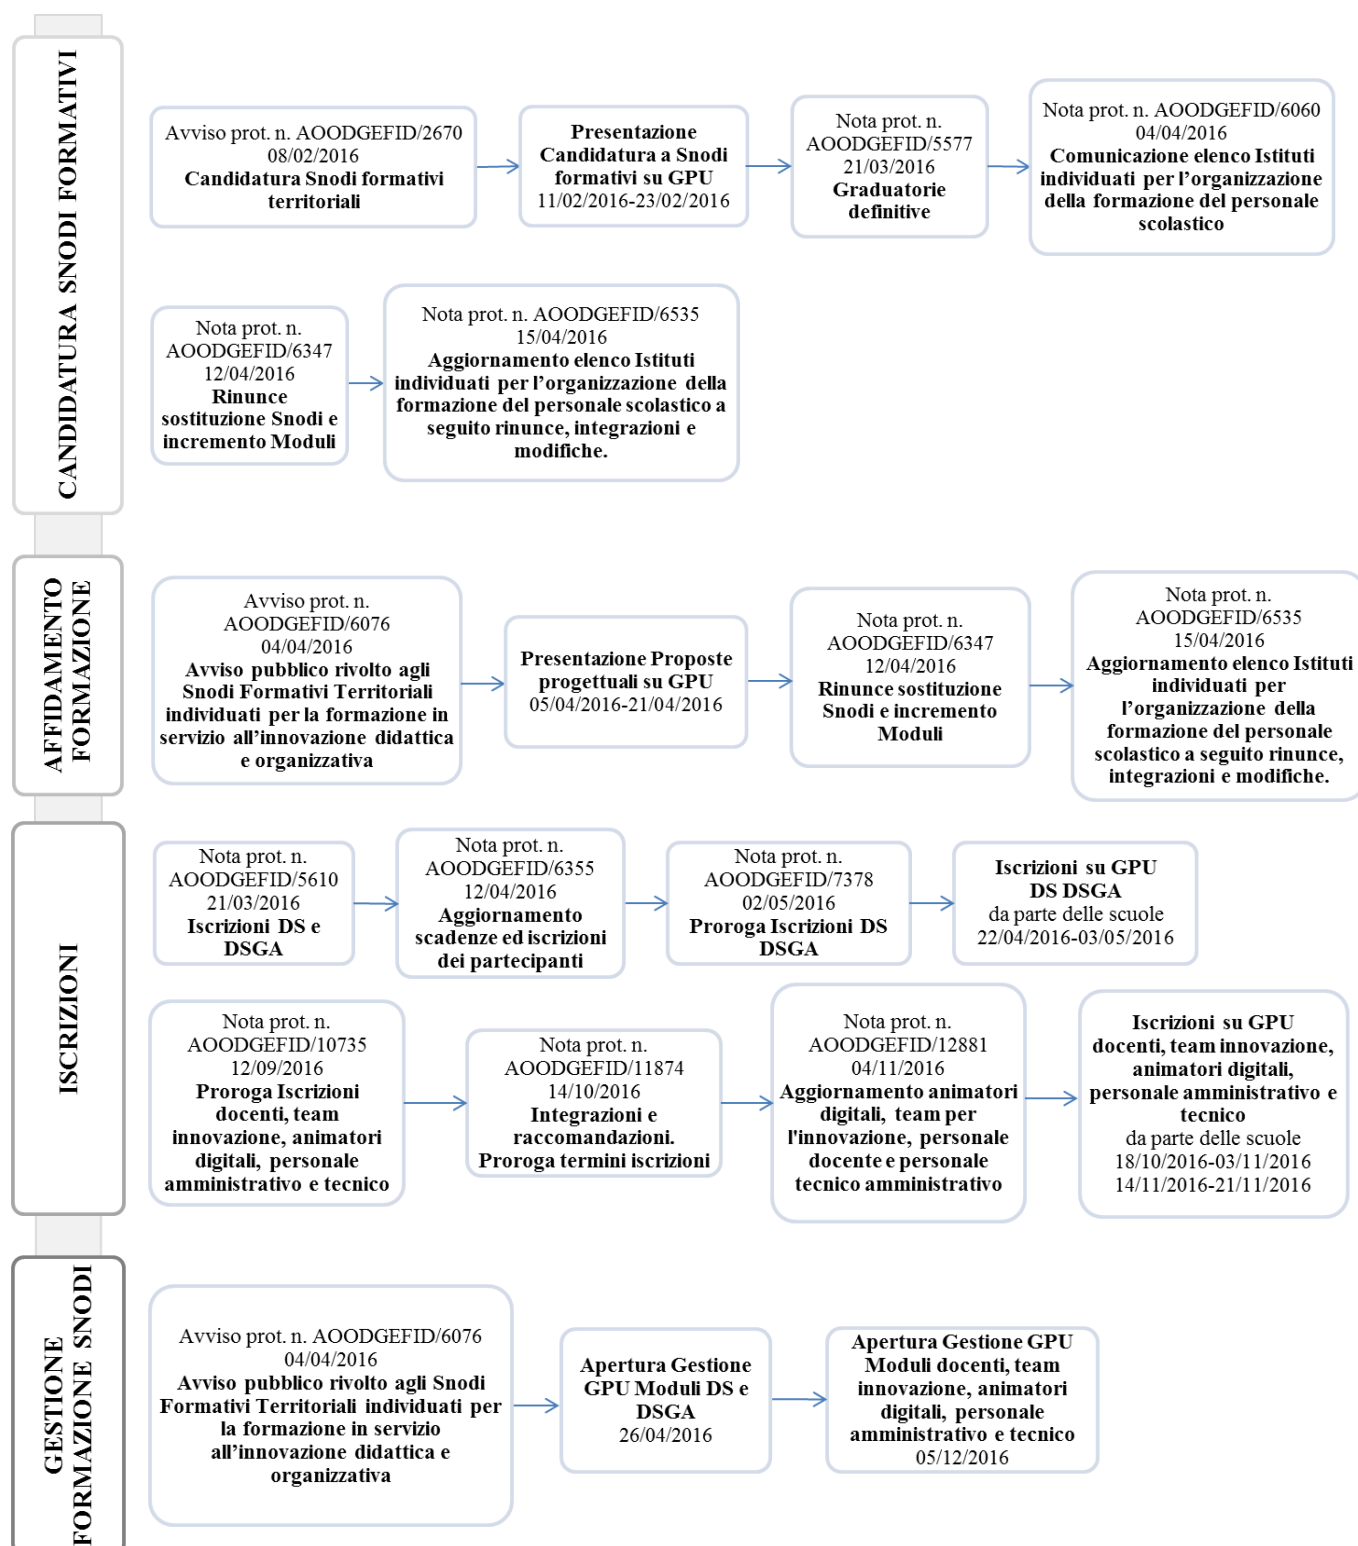 CANDIDATURA SNODI FORMATIVI
Avviso prot. n. AOODGEFID/2670
08/02/2016
Candidatura Snodi formativi
territoriali
Presentazione
Candidatura a Snodi
formativi su GPU
11/02/2016-23/02/2016
Nota prot. n.
AOODGEFID/5577
21/03/2016
Graduatorie
definitive
Nota prot. n. AOODGEFID/6060
04/04/2016
Comunicazione elenco Istituti
individuati per l’organizzazione
della formazione del personale
scolastico
Nota prot. n.
AOODGEFID/6347
12/04/2016
Rinunce
sostituzione Snodi e
incremento Moduli
Nota prot. n. AOODGEFID/6535
15/04/2016
Aggiornamento elenco Istituti
individuati per l’organizzazione della
formazione del personale scolastico a
seguito rinunce, integrazioni e
modifiche.
AFFIDAMENTO
FORMAZIONE
Avviso prot. n.
AOODGEFID/6076
04/04/2016
Avviso pubblico rivolto agli
Snodi Formativi Territoriali
individuati per la formazione in
servizio all’innovazione didattica
e organizzativa
Presentazione Proposte
progettuali su GPU
05/04/2016-21/04/2016
Nota prot. n.
AOODGEFID/6347
12/04/2016
Rinunce sostituzione
Snodi e incremento
Moduli
Nota prot. n.
AOODGEFID/6535
15/04/2016
Aggiornamento elenco Istituti
individuati per
l’organizzazione della
formazione del personale
scolastico a seguito rinunce,
integrazioni e modifiche.
ISCRIZIONI
Nota prot. n.
AOODGEFID/5610
21/03/2016
Iscrizioni DS e
DSGA
Nota prot. n.
AOODGEFID/6355
12/04/2016
Aggiornamento
scadenze ed iscrizioni
dei partecipanti
Nota prot. n.
AOODGEFID/7378
02/05/2016
Proroga Iscrizioni DS
DSGA
Iscrizioni su GPU
DS DSGA
da parte delle scuole
22/04/2016-03/05/2016
Nota prot. n.
AOODGEFID/10735
12/09/2016
Proroga Iscrizioni
docenti, team
innovazione, animatori
digitali, personale
amministrativo e tecnico
Nota prot. n.
AOODGEFID/11874
14/10/2016
Integrazioni e
raccomandazioni.
Proroga termini iscrizioni
Nota prot. n.
AOODGEFID/12881
04/11/2016
Aggiornamento animatori
digitali, team per
l'innovazione, personale
docente e personale
tecnico amministrativo
Iscrizioni su GPU
docenti, team innovazione,
animatori digitali,
personale amministrativo e
tecnico
da parte delle scuole
18/10/2016-03/11/2016
14/11/2016-21/11/2016
GESTIONE
FORMAZIONE SNODI
Avviso prot. n. AOODGEFID/6076
04/04/2016
Avviso pubblico rivolto agli Snodi
Formativi Territoriali individuati per
la formazione in servizio
all’innovazione didattica e
organizzativa
Apertura Gestione
GPU Moduli DS e
DSGA
26/04/2016
Apertura Gestione GPU
Moduli docenti, team
innovazione, animatori
digitali, personale
amministrativo e tecnico
05/12/2016